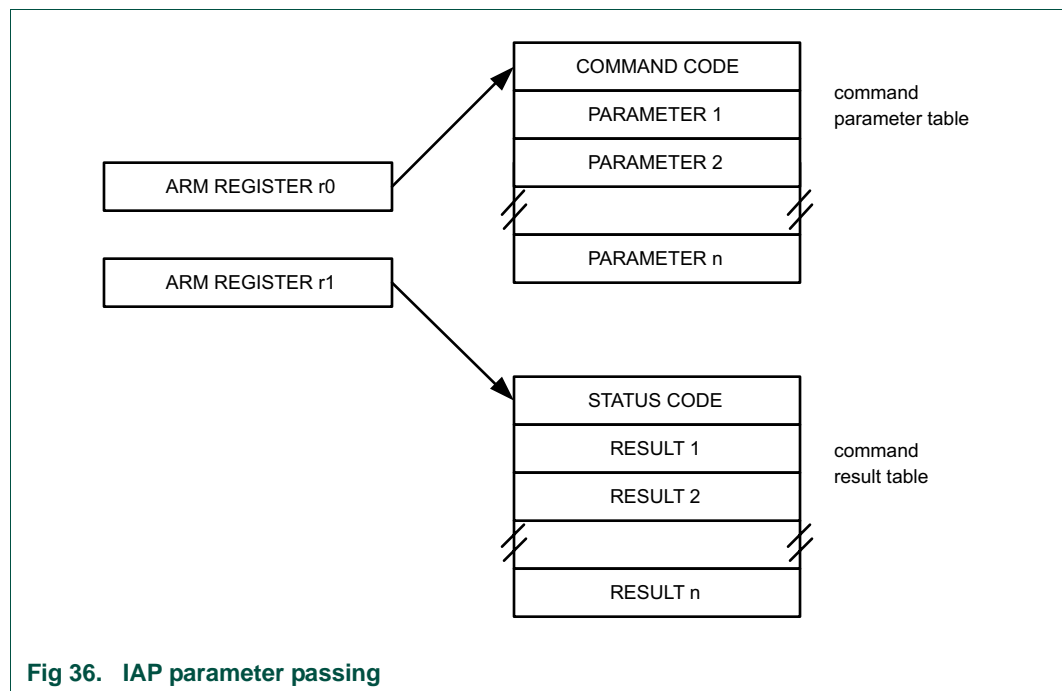 COMMAND CODE
PARAMETER 1
PARAMETER 2
PARAMETER n
command
parameter table
ARM REGISTER r0
ARM REGISTER r1
STATUS CODE
RESULT 1
RESULT 2
RESULT n
command
result table
Fig 36. IAP parameter passing